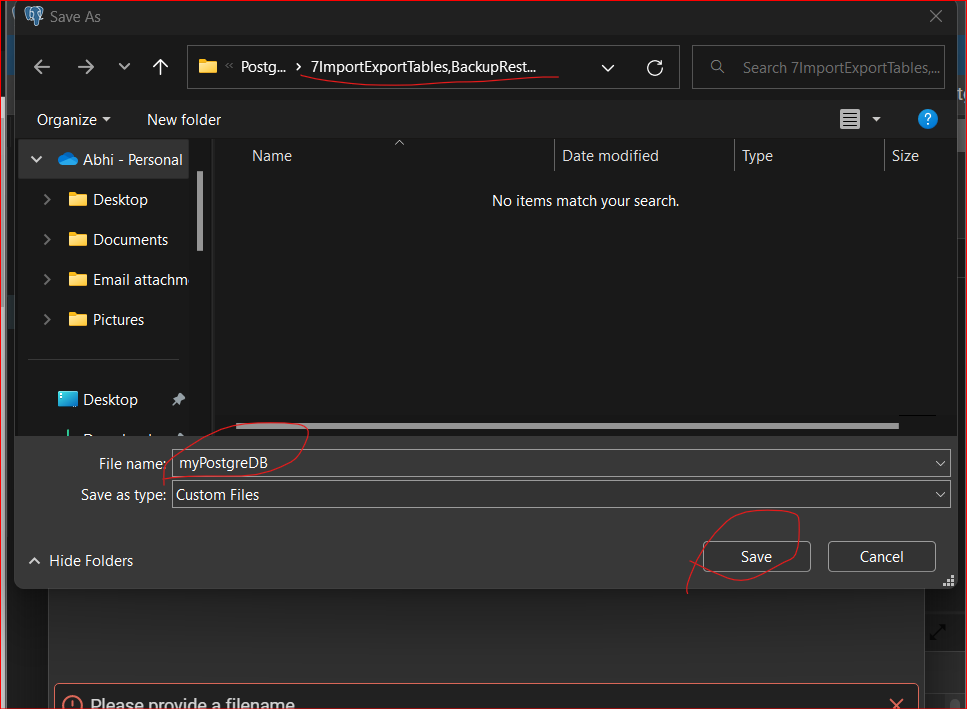 Save As
Postg... › 7ImportExportTables,BackupRest...
Search 7ImportExportTables,...
Organize
New folder
Name
Date modified
Type
Size
Abhi - Personal
No items match your search.
Desktop
Documents
Email attachm
Pictures
Desktop
File name: myPostgreDB
Save as type: Custom Files
Hide Folders
Save
Cancel
Please provide a filename